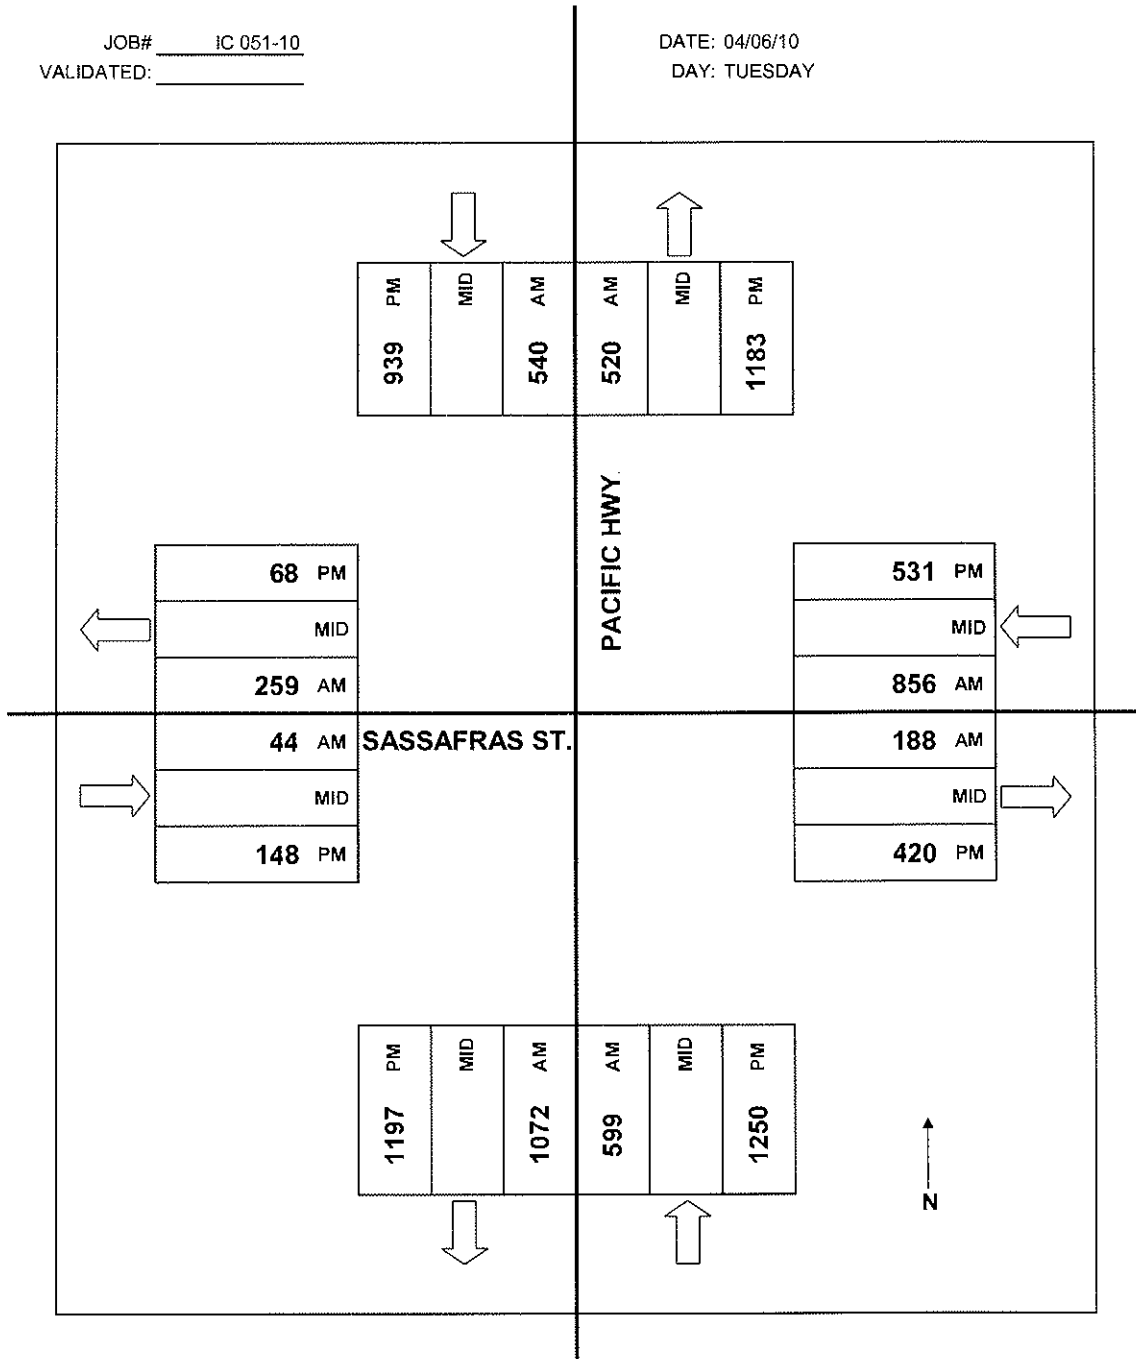 JOB# IC 051-10
VALIDATED:
DATE: 04/06/10
DAY: TUESDAY
939 PM
MID
540 AM
520 AM
MID
1183 PM
PACIFIC HWY.
68 PM
MID
259 AM
44 AM
MID
148 PM
SASSAFRAS ST.
531 PM
MID
856 AM
188 AM
MID
420 PM
1197 PM
MID
1072 AM
599 AM
MID
1250 PM
N